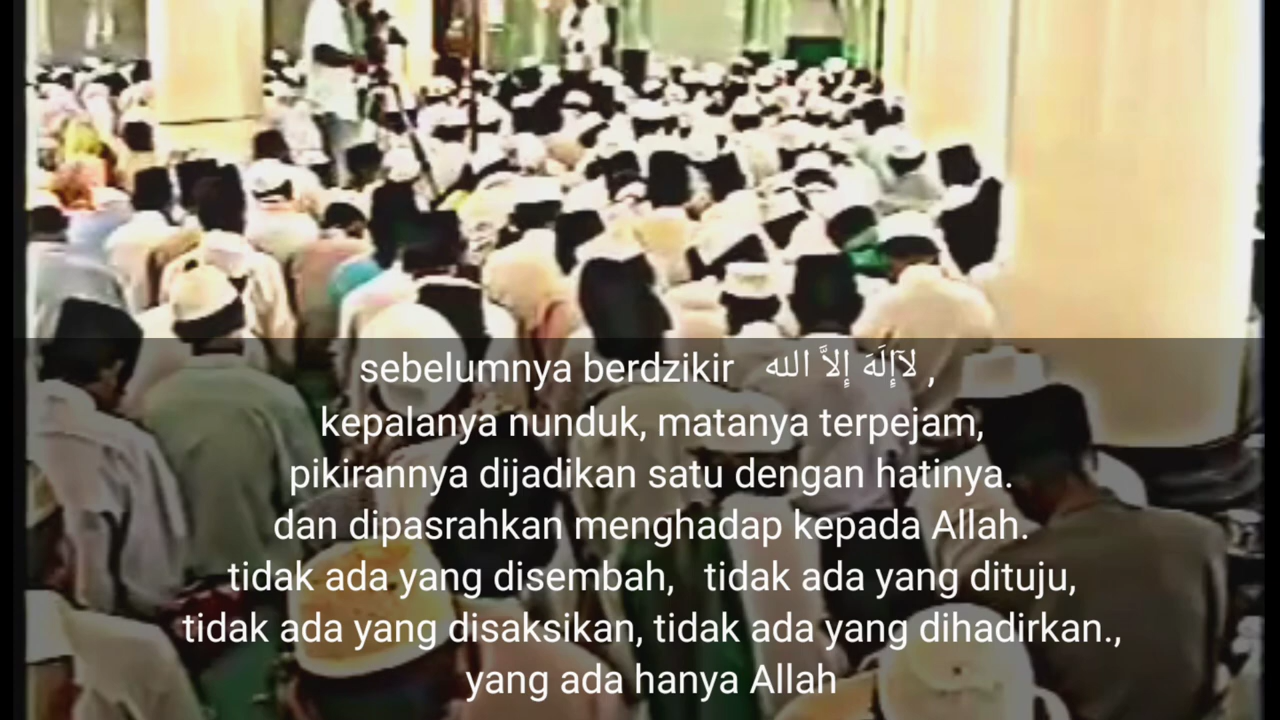 sebelumnya berdzikir لَآإِلَهَ إِلاَّ الله ,
kepalanya nunduk, matanya terpejam,
pikirannya dijadikan satu dengan hatinya.
dan dipasrahkan menghadap kepada Allah.
tidak ada yang disembah, tidak ada yang dituju,
tidak ada yang disaksikan, tidak ada yang dihadirkan.,
yang ada hanya Allah